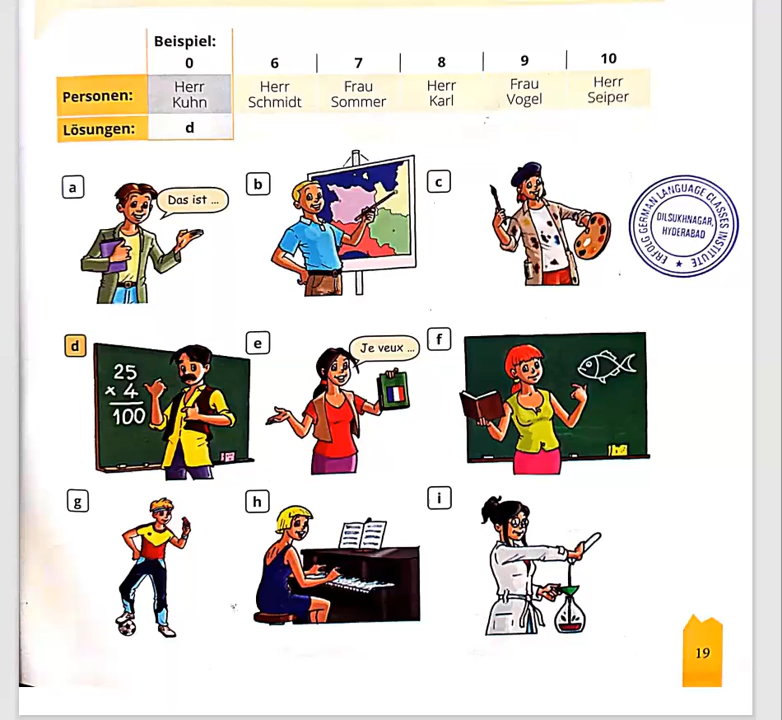 Beispiel:
0 6 7 8 9 10
Personen: Herr Kuhn Herr Schmidt Frau Sommer Herr Karl Frau Vogel Herr Seiper
Lösungen: d
a
Das ist ...
b
c
ERFOLG GERMAN LANGUAGE CLASSES INSTITUTE
DILSUKHNAGAR,
HYDERABAD
d
25
x 4
100
e
Je veux ...
f
g
h
i
19